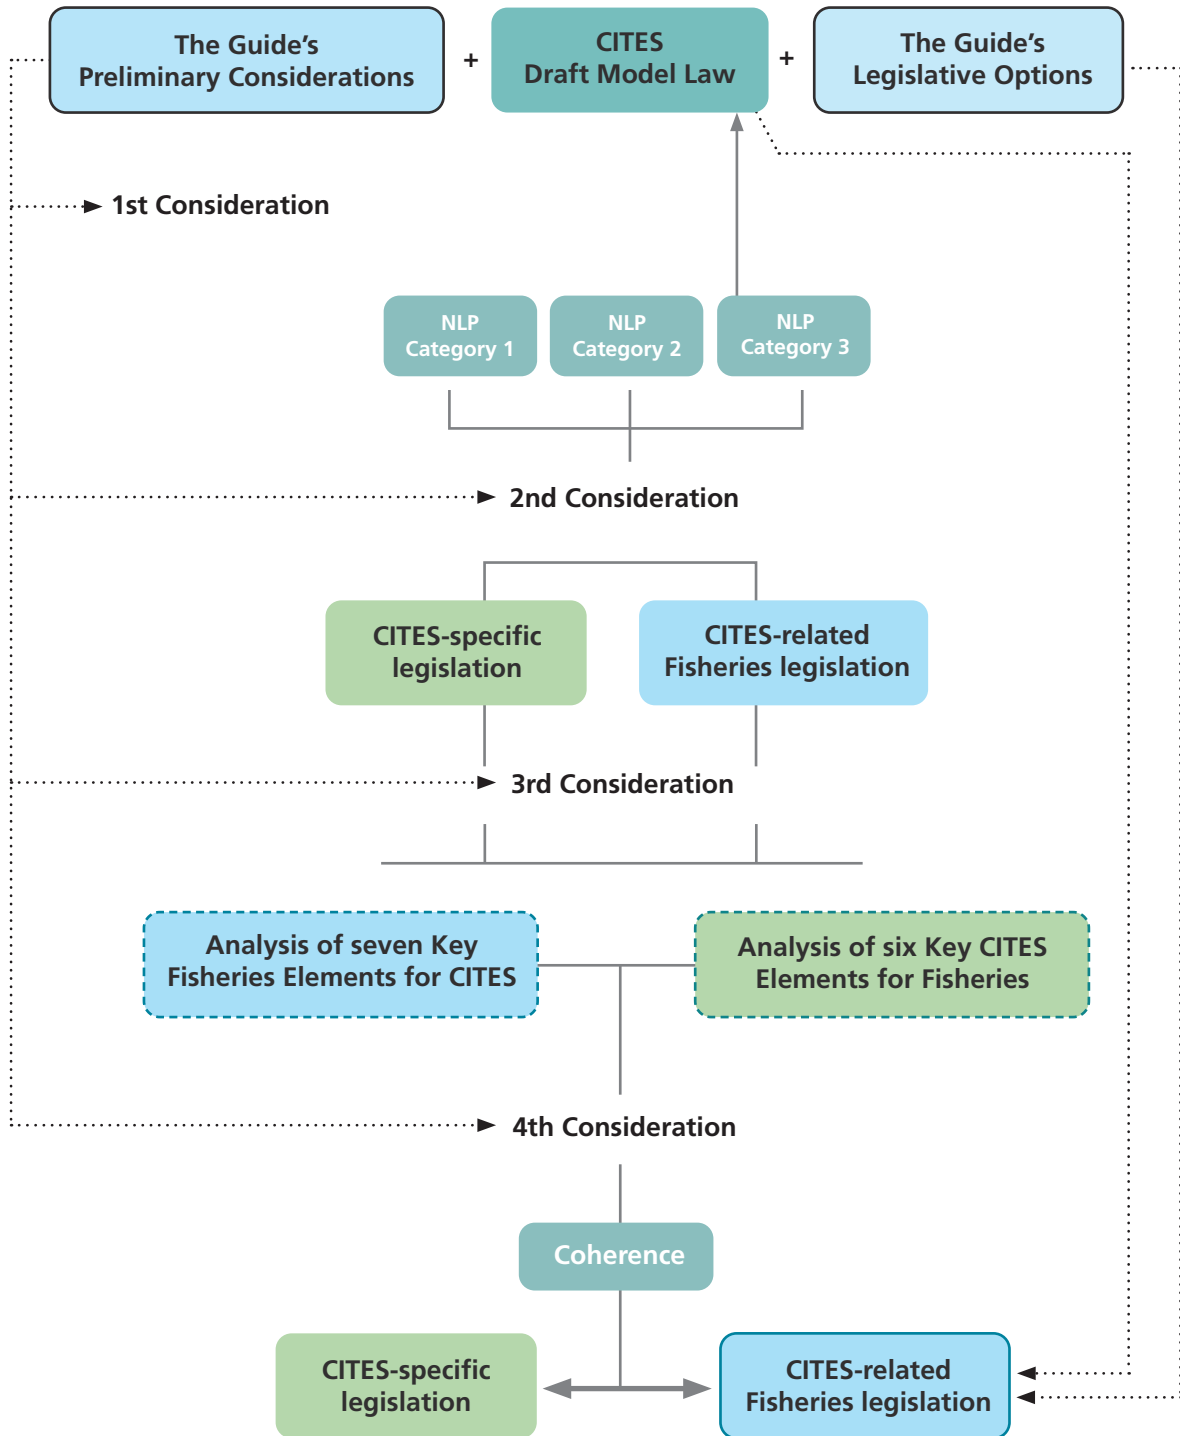 The Guide’s
Preliminary Considerations
+
CITES
Draft Model Law
+
The Guide’s
Legislative Options
1st Consideration
NLP
Category 1
NLP
Category 2
NLP
Category 3
2nd Consideration
CITES-specific
legislation
CITES-related
Fisheries legislation
3rd Consideration
Analysis of seven Key
Fisheries Elements for CITES
Analysis of six Key CITES
Elements for Fisheries
4th Consideration
Coherence
CITES-specific
legislation
CITES-related
Fisheries legislation